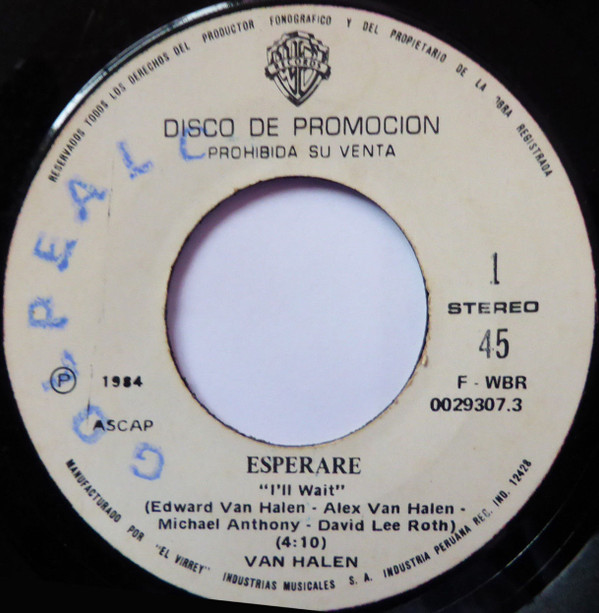 RESERVADOS TODOS LOS DERECHOS DEL PRODUCTOR FONOGRAFICO Y DEL PROPIETARIO DE LA OBRA REGISTRADA
WB
RECORDS
DISCO DE PROMOCION
PROHIBIDA SU VENTA
1
STEREO
45
F - WBR
0029307.3
P 1984
ASCAP
ESPERARE
"I'll Wait"
(Edward Van Halen - Alex Van Halen -
Michael Anthony - David Lee Roth)
(4:10)
VAN HALEN
MANUFACTURADO POR "EL VIRREY" INDUSTRIAS MUSICALES S. A. INDUSTRIA PERUANA REC. IND. 12428